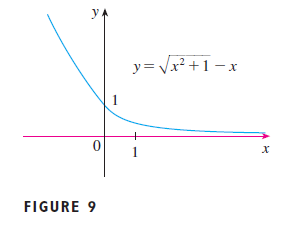 y
y = √x² + 1 − x
1
0
1
x
FIGURE 9